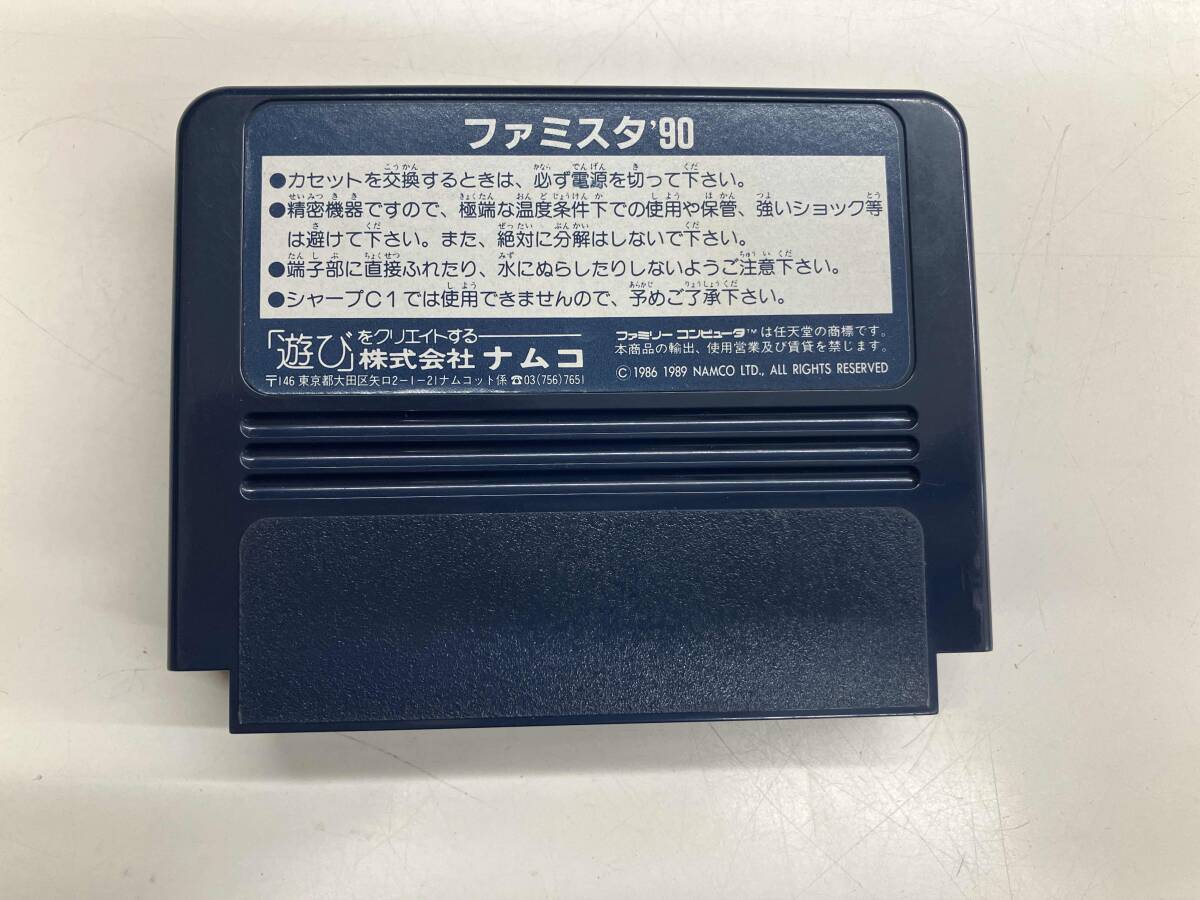 ファミスタ'90
●カセットを交換するときは、必ず電源を切って下さい。
●精密機器ですので、極端な温度条件下での使用や保管、強いショック等
は避けて下さい。また、絶対に分解はしないで下さい。
●端子部に直接ふれたり、水にぬらしたりしないようご注意下さい。
●シャープC1では使用できませんので、予めご了承下さい。
「遊び」をクリエイトする
株式会社 ナムコ
〒146 東京都大田区矢口2-1-21ナムコット係 ☎03(756)7651
ファミリーコンピュータ™は任天堂の商標です。
本商品の輸出、使用営業及び賃貸を禁じます。
© 1986 1989 NAMCO LTD., ALL RIGHTS RESERVED